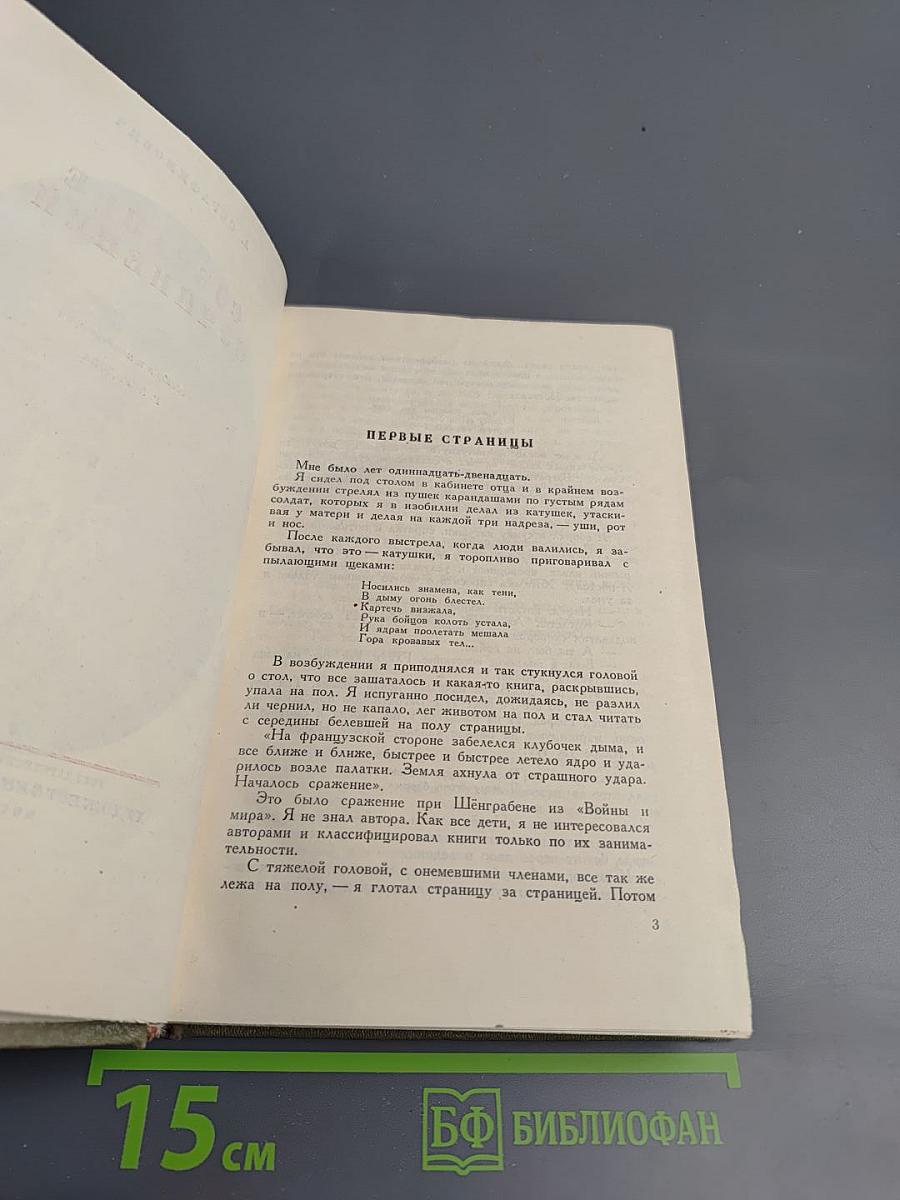 ПЕРВЫЕ СТРАНИЦЫ
Мне было лет одиннадцать-двенадцать.
Я сидел под столом в кабинете отца и в крайнем воз-
буждении стрелял из пушек карандашами по густым рядам
солдат, которых я в изобилии делал из катушек, утаски-
вая у матери и делая на каждой три надреза, — уши, рот
и нос.
После каждого выстрела, когда люди валились, я за-
бывал, что это — катушки, я торопливо приговаривал с
пылающими щеками:
Носились знамена, как тени,
В дыму огонь блестел.
Картечь визжала,
Рука бойцов колоть устала,
И ядрам пролетать мешала
Гора кровавых тел...
В возбуждении я приподнялся и так стукнулся головой
о стол, что все зашаталось и какая-то книга, раскрывшись,
упала на пол. Я испуганно посидел, дожидаясь, не разлил
ли чернил, но не капало, лег животом на пол и стал читать
с середины белевшей на полу страницы.
«На французской стороне забелелся клубочек дыма, и
все ближе и ближе, быстрее и быстрее летело ядро и уда-
рилось возле палатки. Земля ахнула от страшного удара.
Началось сражение».
Это было сражение при Шёнграбене из «Войны и
мира». Я не знал автора. Как все дети, я не интересовался
авторами и классифицировал книги только по их занима-
тельности.
С тяжелой головой, с онемевшими членами, все так же
лежа на полу, — я глотал страницу за страницей. Потом
3
15 см
БФ БИБЛИОФАН